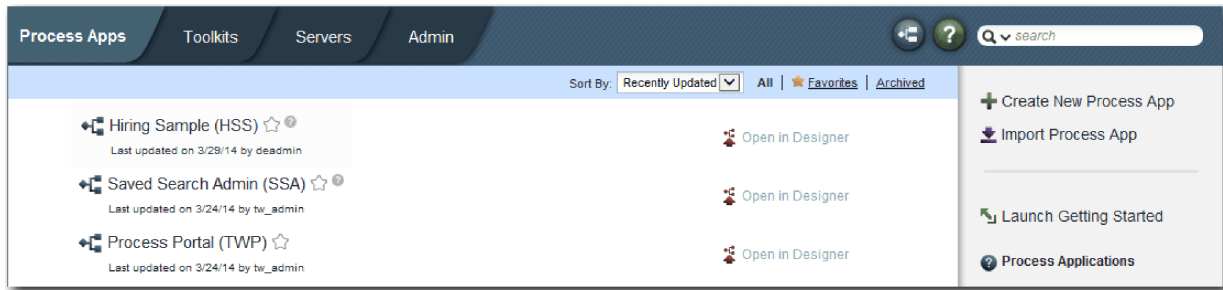 Process Apps Toolkits Servers Admin ? search
Sort By: Recently Updated All | Favorites | Archived
Hiring Sample (HSS) ?
Last updated on 3/29/14 by deadmin
Open in Designer
Saved Search Admin (SSA) ?
Last updated on 3/24/14 by tw_admin
Open in Designer
Process Portal (TWP)
Last updated on 3/24/14 by tw_admin
Open in Designer
Create New Process App
Import Process App
Launch Getting Started
? Process Applications